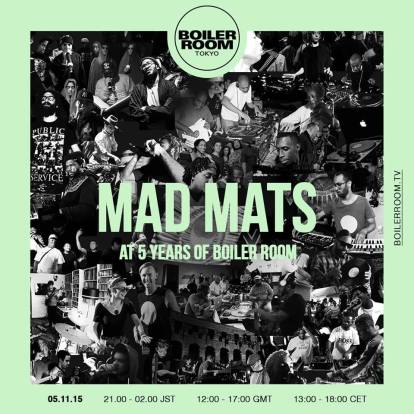 BOILER
ROOM
TOKYO
PUBLIC
SERVICE
MAD MATS
AT 5 YEARS OF BOILER ROOM
BOILERROOM.TV
05.11.15 21.00 - 02.00 JST 12:00 - 17:00 GMT 13:00 - 18:00 CET